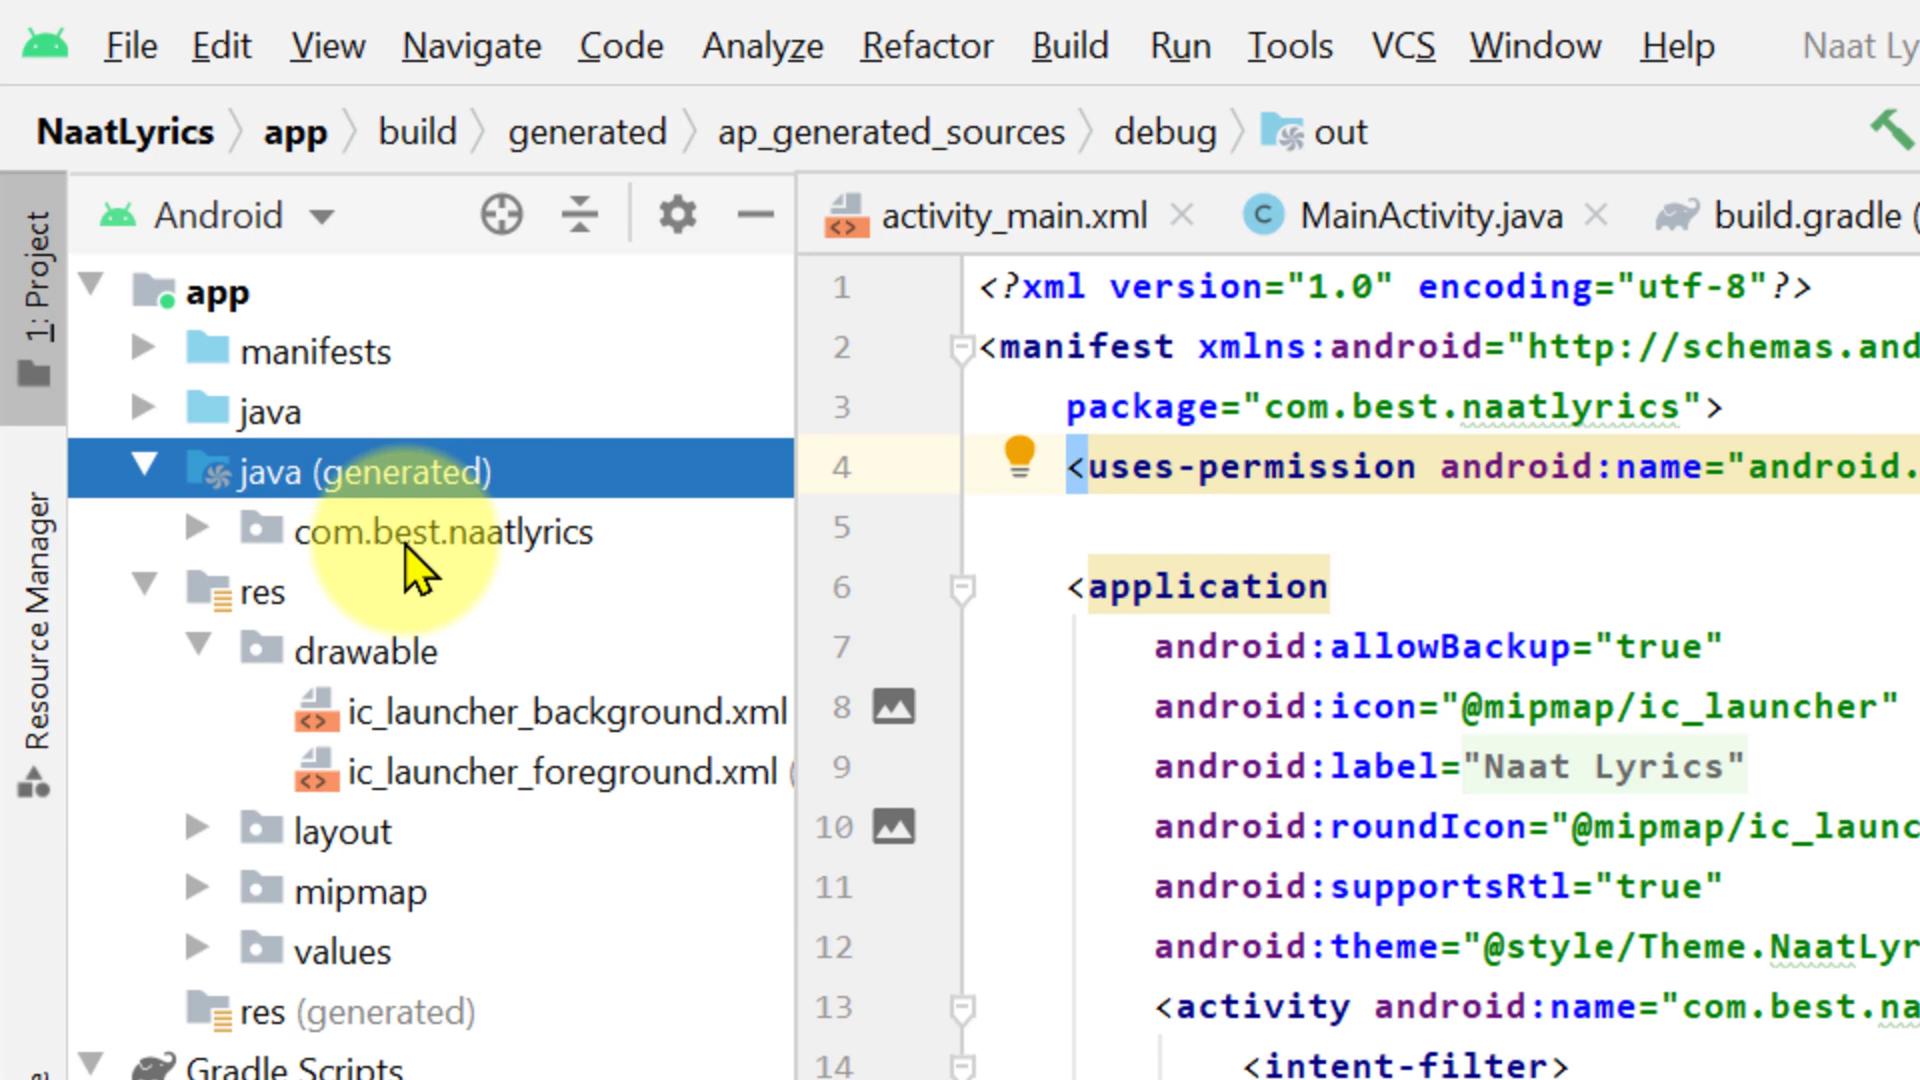 File Edit View Navigate Code Analyze Refactor Build Run Tools VCS Window Help Naat Ly
NaatLyrics app build generated ap_generated_sources debug out
1: Project
Resource Manager
Android
app
manifests
java
java (generated)
com.best.naatlyrics
res
drawable
ic_launcher_background.xml
ic_launcher_foreground.xml (
layout
mipmap
values
res (generated)
Gradle Scripts
activity_main.xml MainActivity.java build.gradle (
1 <?xml version="1.0" encoding="utf-8"?>
2 <manifest xmlns:android="http://schemas.and
3 package="com.best.naatlyrics">
4 <uses-permission android:name="android.
5
6 <application
7 android:allowBackup="true"
8 android:icon="@mipmap/ic_launcher"
9 android:label="Naat Lyrics"
10 android:roundIcon="@mipmap/ic_launc
11 android:supportsRtl="true"
12 android:theme="@style/Theme.NaatLyr
13 <activity android:name="com.best.na
14 <intent-filter>